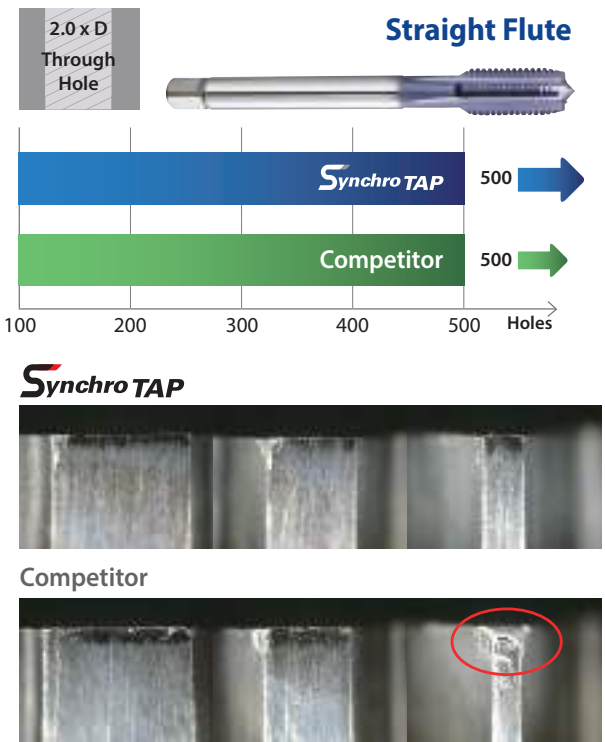 2.0 x D
Through
Hole
Straight Flute
Synchro TAP
500
Competitor
500
100 200 300 400 500 Holes
Synchro TAP
Competitor